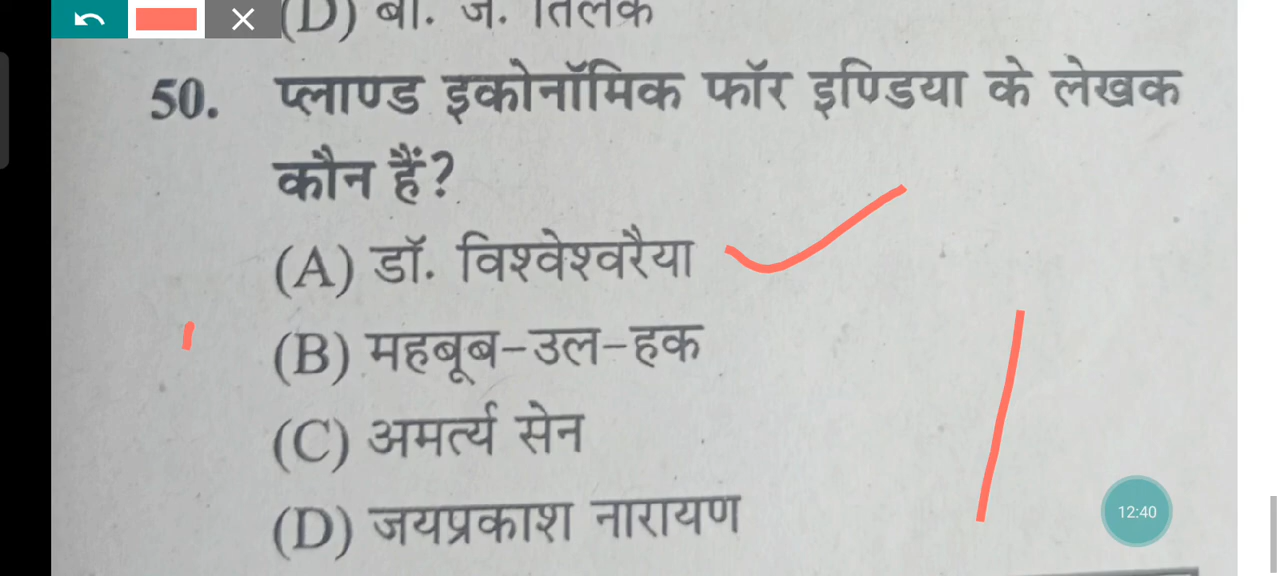 (D) बी. जे. तिलक
50. प्लाण्ड इकोनॉमिक फॉर इण्डिया के लेखक
कौन हैं?
(A) डॉ. विश्वेश्वरैया
(B) महबूब-उल-हक
(C) अमर्त्य सेन
(D) जयप्रकाश नारायण
12:40